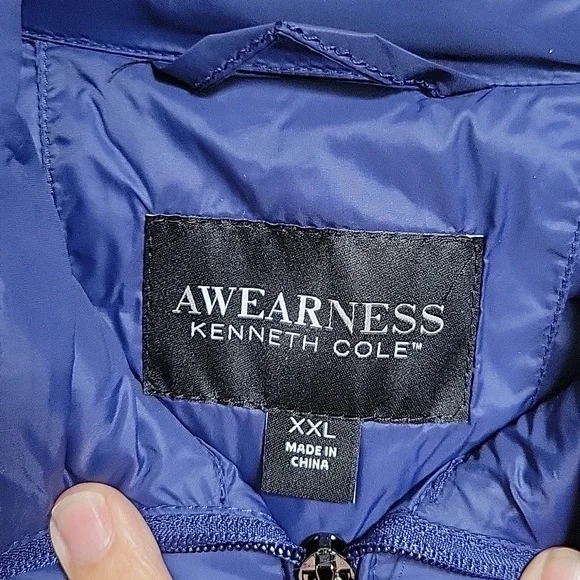 AWEARNESS
KENNETH COLE™
XXL
MADE IN
CHINA